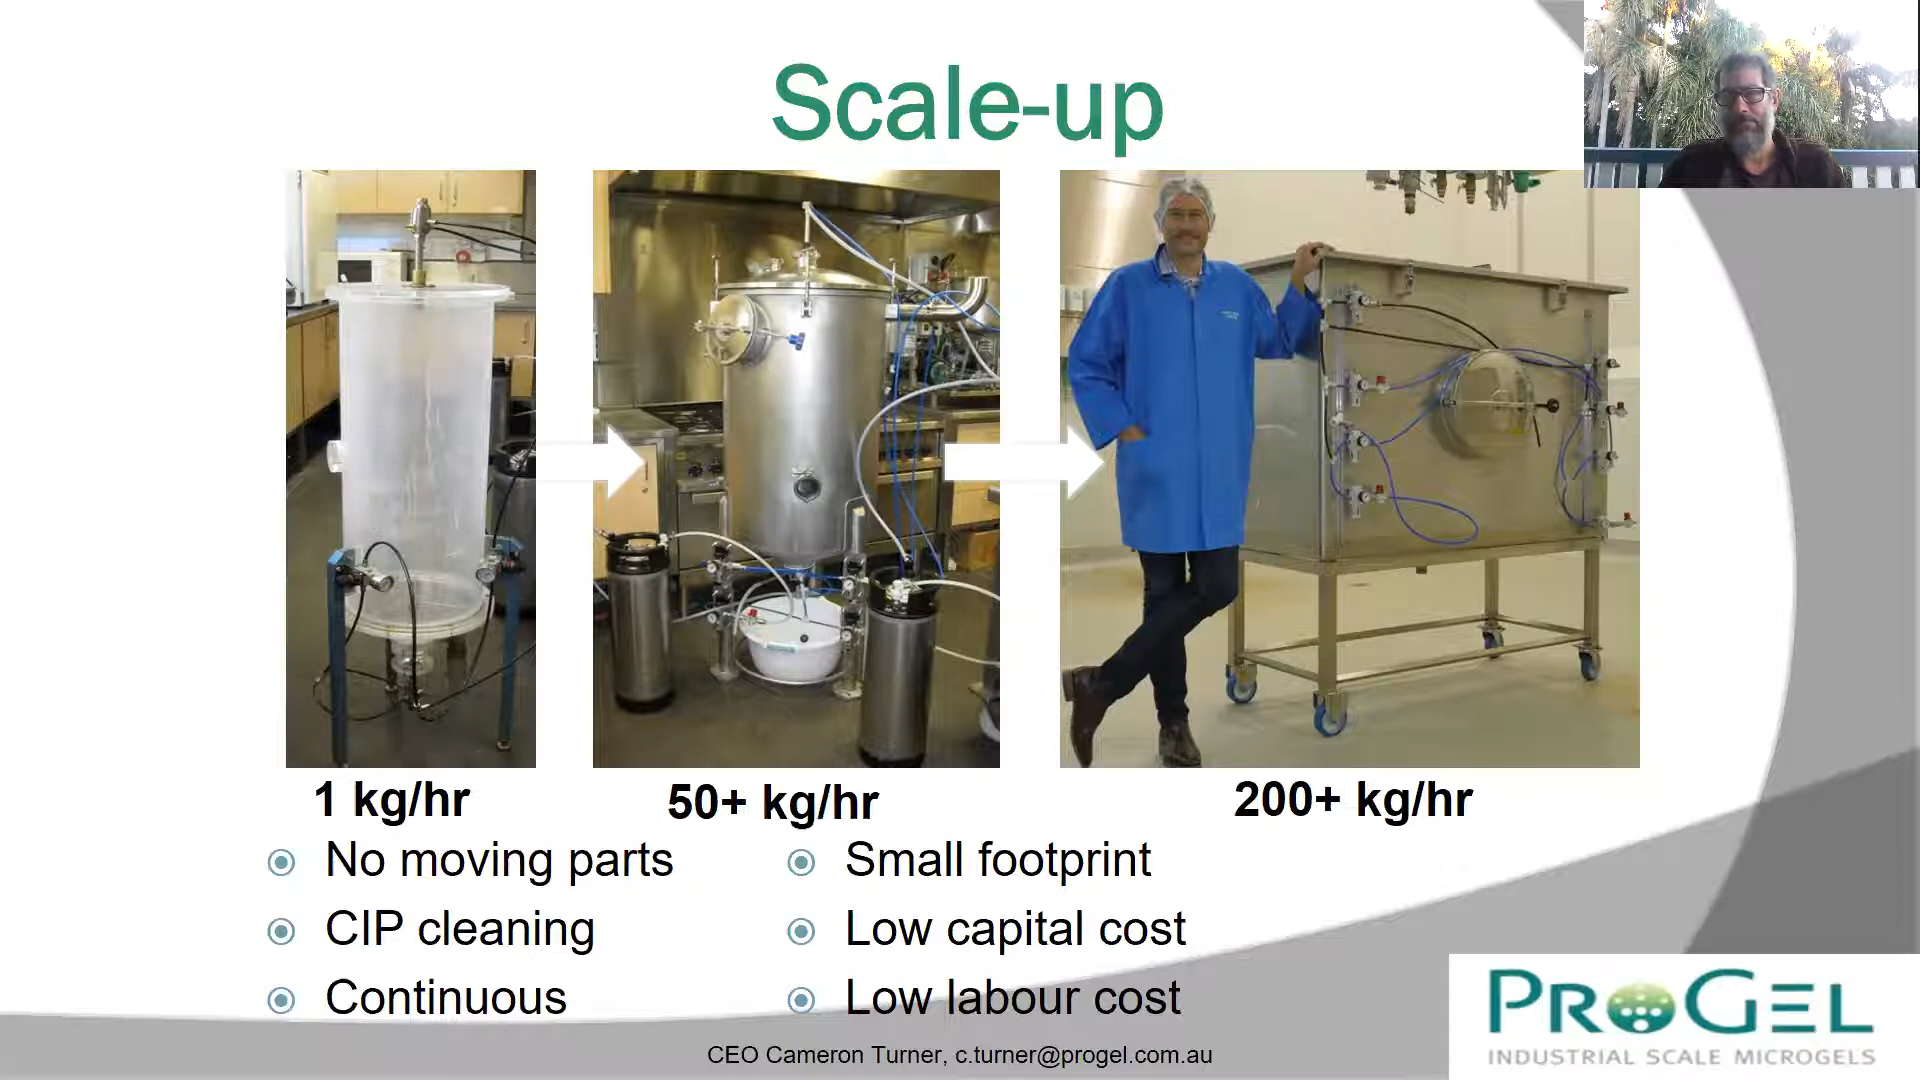 Scale-up
1 kg/hr
50+ kg/hr
200+ kg/hr
No moving parts
CIP cleaning
Continuous
Small footprint
Low capital cost
Low labour cost
CEO Cameron Turner, c.turner@progel.com.au
PROGEL
INDUSTRIAL SCALE MICROGELS